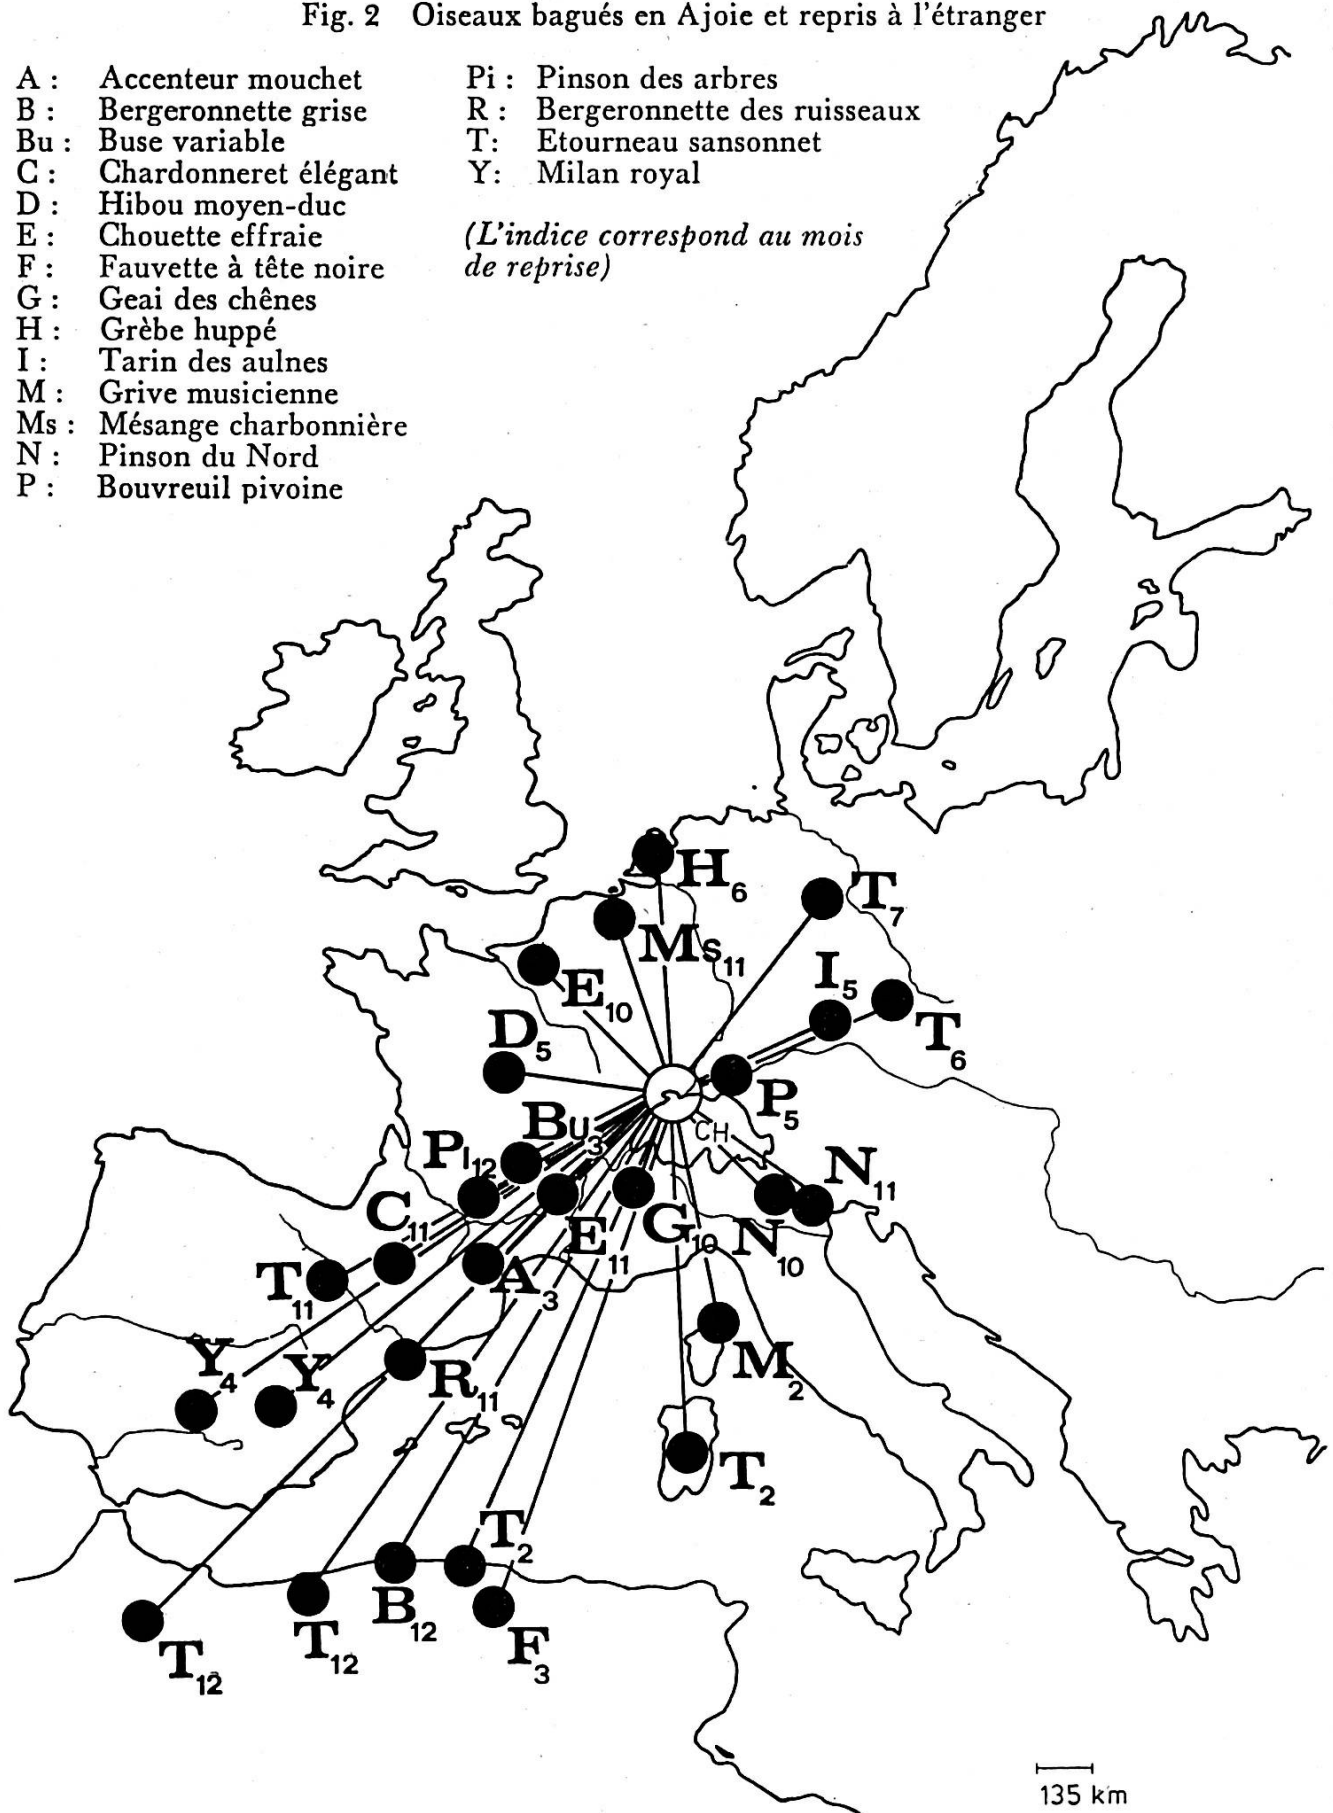 Fig. 2 Oiseaux bagués en Ajoie et repris à l'étranger
A : Accenteur mouchet
B : Bergeronnette grise
Bu : Buse variable
C : Chardonneret élégant
D : Hibou moyen-duc
E : Chouette effraie
F : Fauvette à tête noire
G : Geai des chênes
H : Grèbe huppé
I : Tarin des aulnes
M : Grive musicienne
Ms : Mésange charbonnière
N : Pinson du Nord
P : Bouvreuil pivoine
Pi : Pinson des arbres
R : Bergeronnette des ruisseaux
T: Etourneau sansonnet
Y: Milan royal
(L'indice correspond au mois
de reprise)
H6
T7
Ms11
E10
I5
D5
T6
P5
Bu3
CH
Pi12
N11
C11
E11
G10
N10
T11
A3
Y4
Y4
R11
M2
T2
T2
B12
T12
F3
T12
135 km